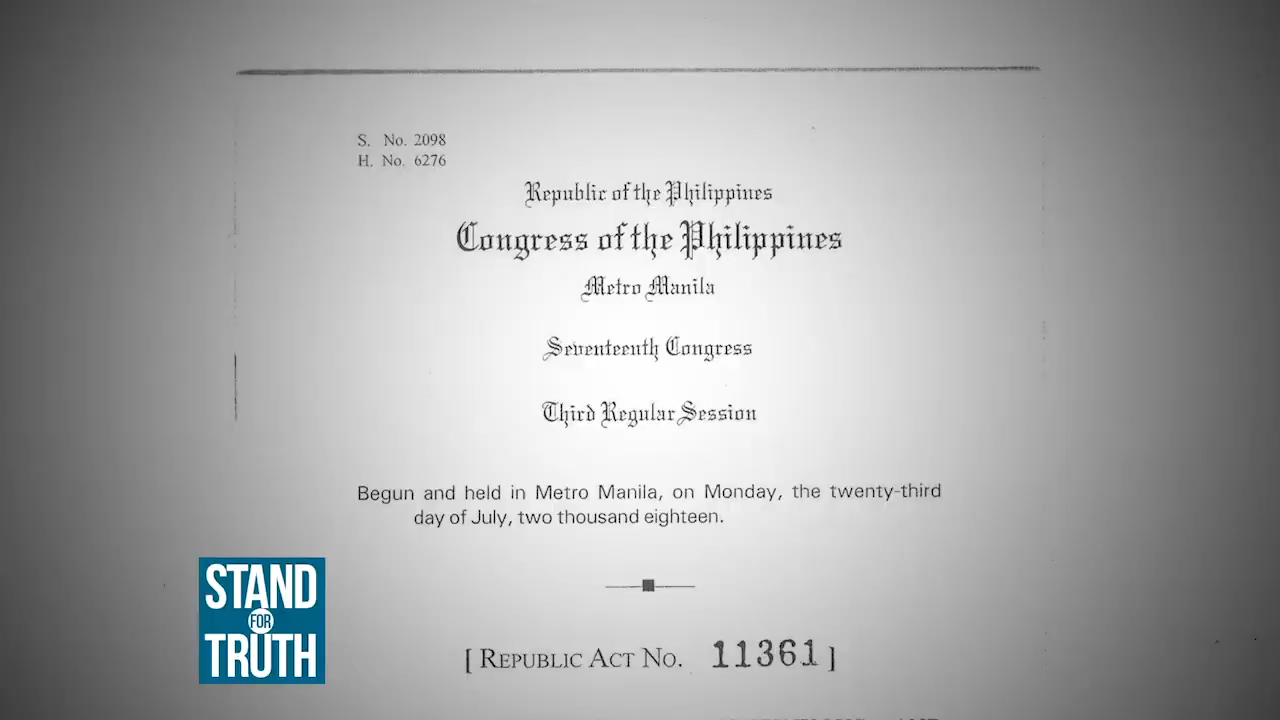 S. No. 2098
H. No. 6276
Republic of the Philippines
Congress of the Philippines
Metro Manila
Seventeenth Congress
Third Regular Session
Begun and held in Metro Manila, on Monday, the twenty-third
day of July, two thousand eighteen.
[ REPUBLIC ACT NO. 11361 ]
STAND
FOR
TRUTH